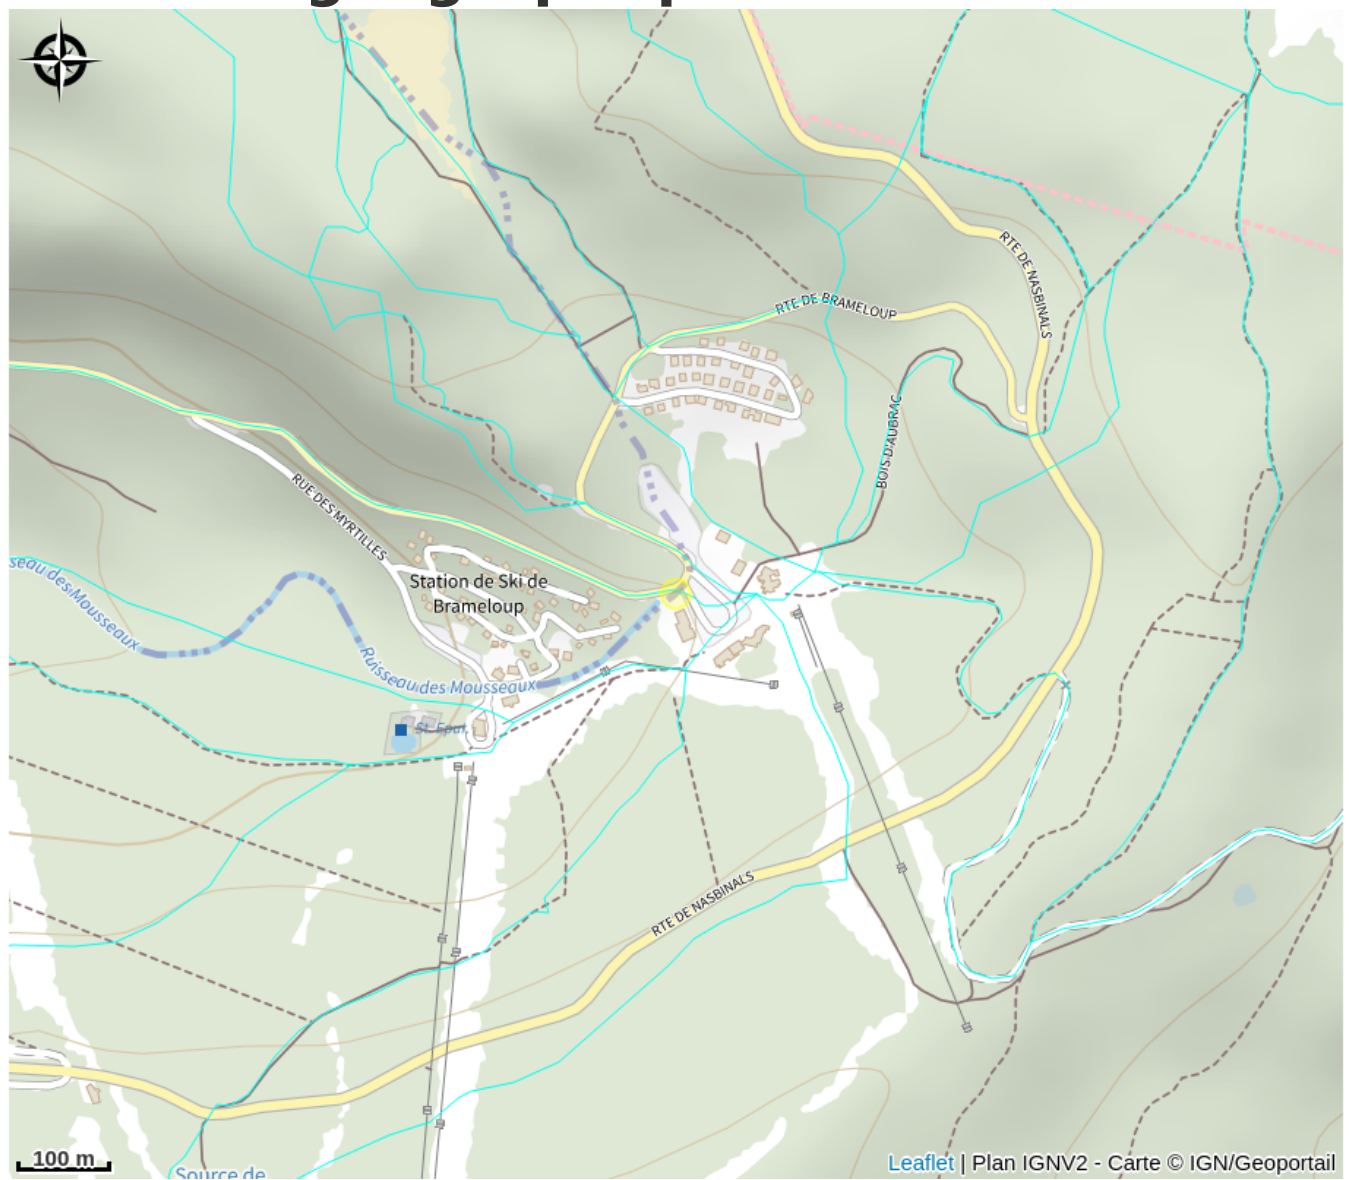 RTE DE NASBINALS
RTE DE BRAMELOUP
BOIS D'AUBRAC
RUE DES MYRTILLES
Station de Ski de
Brameloup
seau des Mousseaux
Ruisseau des Mousseaux
St. Epur.
RTE DE NASBINALS
100 m
Source de
Leaflet | Plan IGNV2 - Carte © IGN/Geoportail